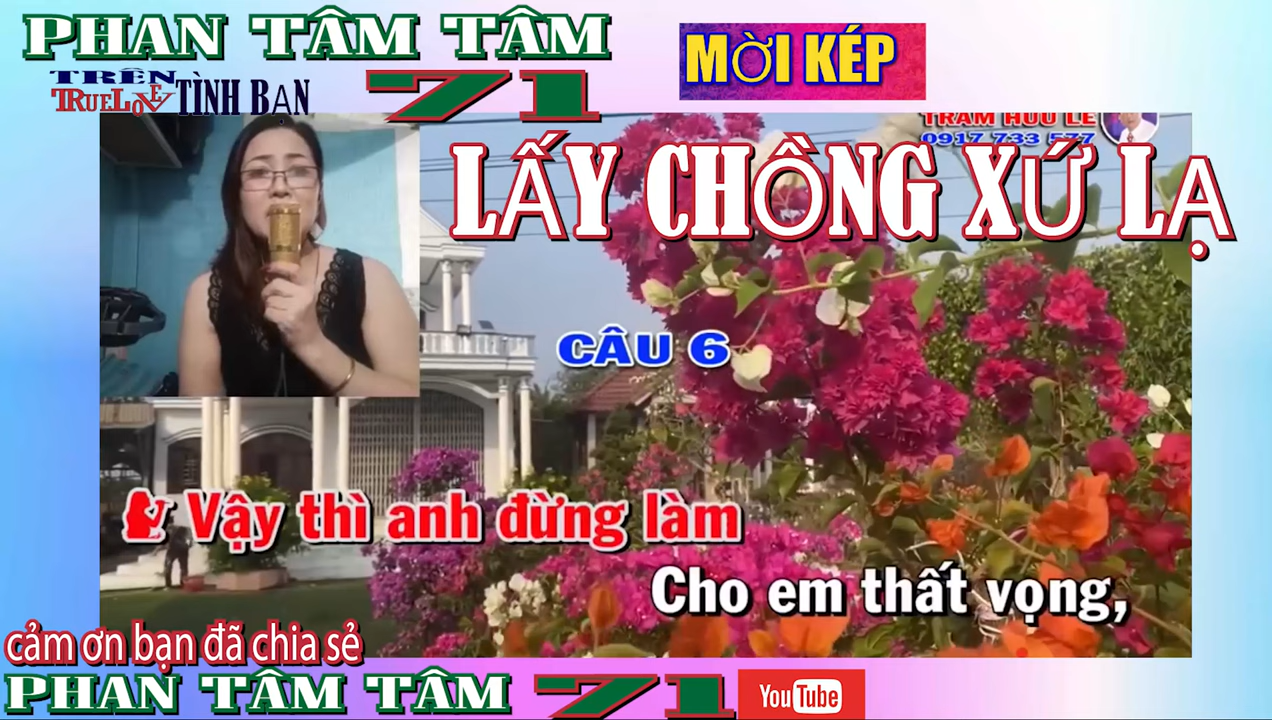 PHAN TÂM TÂM
71
MỜI KÉP
TRÊN
TRUELOVE TÌNH BẠN
TRẦM HỮU LỄ
0917 733 577
LẤY CHỒNG XỨ LẠ
CÂU 6
Vậy thì anh đừng làm
Cho em thất vọng,
cảm ơn bạn đã chia sẻ
PHAN TÂM TÂM 71
YouTube